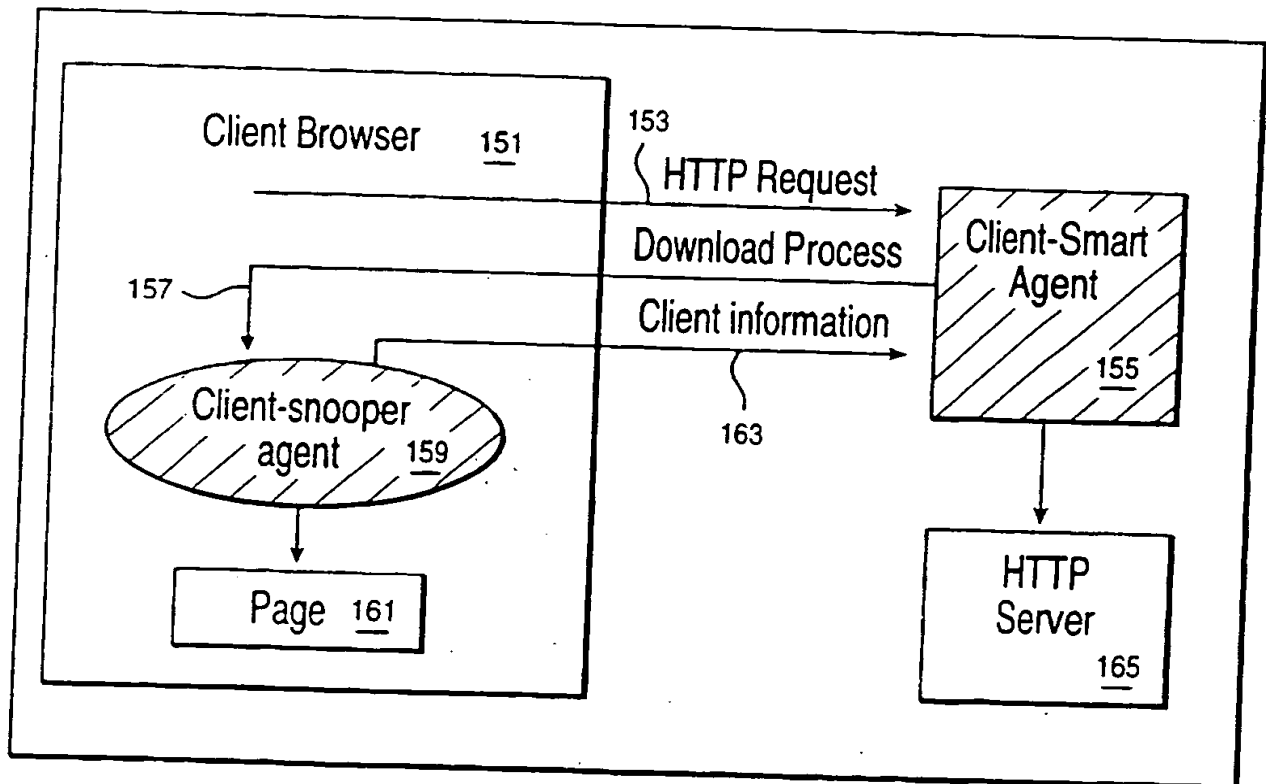 Client Browser 151
153
HTTP Request
Download Process
157
Client information
163
Client-Smart
Agent
155
Client-snooper
agent 159
Page 161
HTTP
Server
165